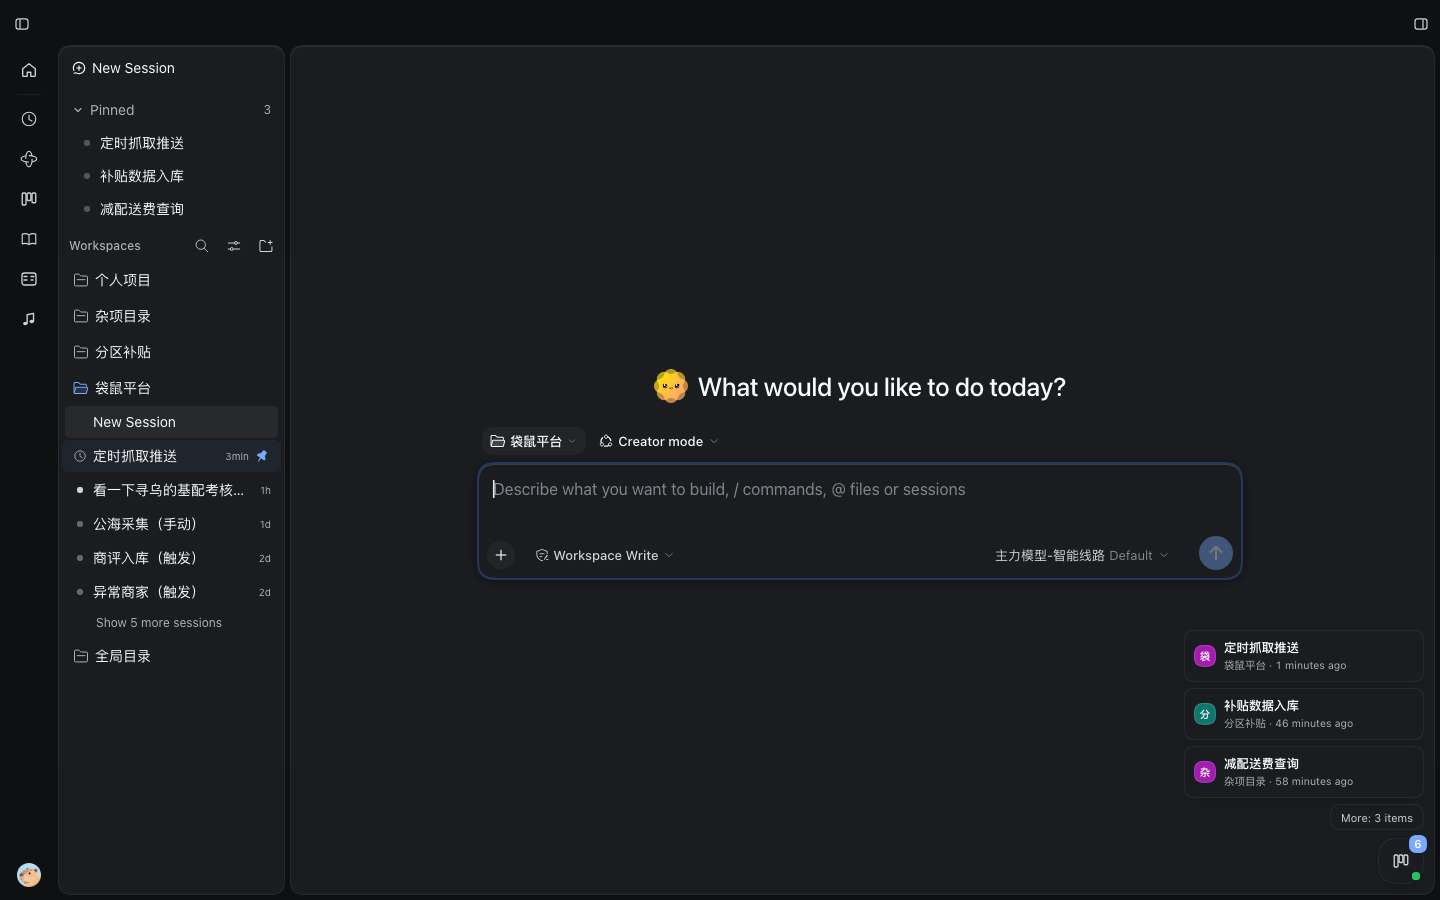 New Session
Pinned 3
定时抓取推送
补贴数据入库
减配送费查询
Workspaces
个人项目
杂项目录
分区补贴
袋鼠平台
New Session
定时抓取推送 3min
看一下寻乌的基配考核... 1h
公海采集（手动） 1d
商评入库（触发） 2d
异常商家（触发） 2d
Show 5 more sessions
全局目录
What would you like to do today?
袋鼠平台 Creator mode
Describe what you want to build, / commands, @ files or sessions
Workspace Write 主力模型-智能线路 Default
袋 定时抓取推送
袋鼠平台 · 1 minutes ago
分 补贴数据入库
分区补贴 · 46 minutes ago
杂 减配送费查询
杂项目录 · 58 minutes ago
More: 3 items
6